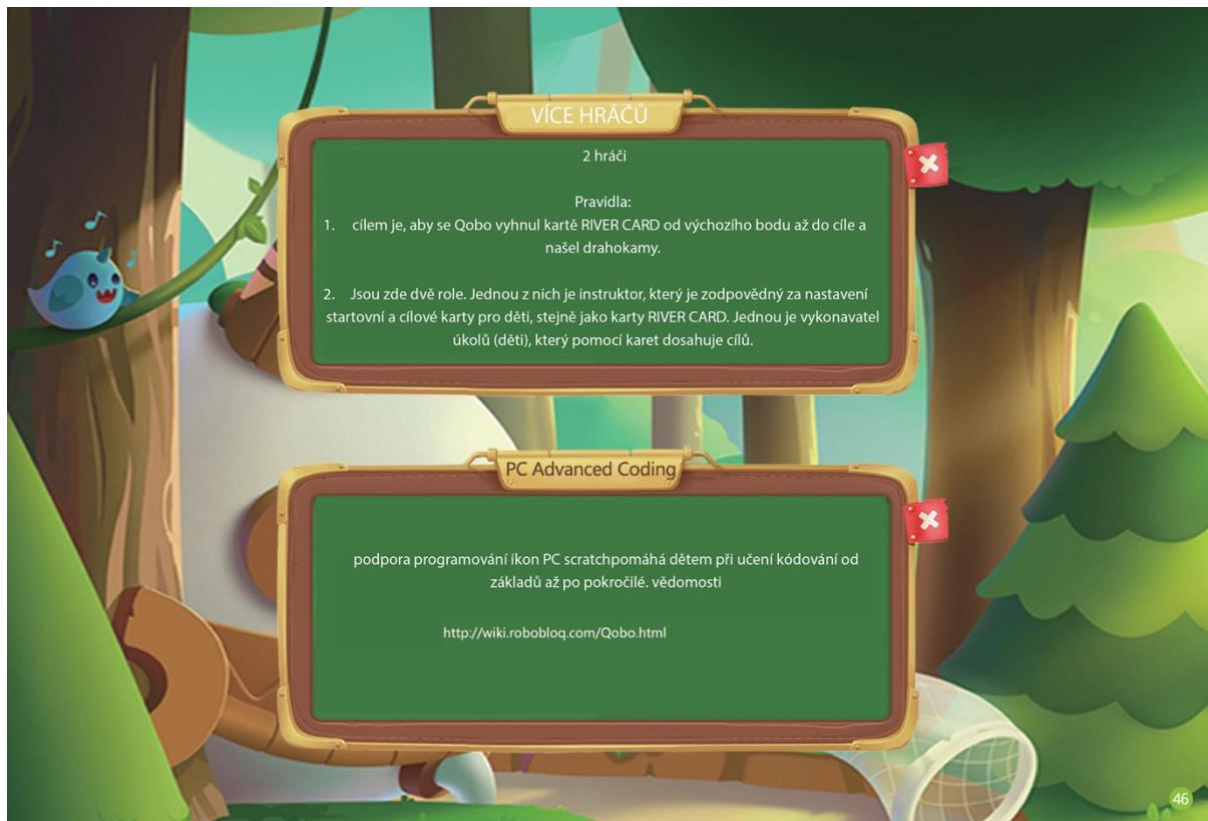 VÍCE HRÁČŮ
2 hráči
Pravidla:
1. cílem je, aby se Qobo vyhnul kartě RIVER CARD od výchozího bodu až do cíle a
našel drahokamy.
2. Jsou zde dvě role. Jednou z nich je instruktor, který je zodpovědný za nastavení
startovní a cílové karty pro děti, stejně jako karty RIVER CARD. Jednou je vykonavatel
úkolů (děti), který pomocí karet dosahuje cílů.
PC Advanced Coding
podpora programování ikon PC scratchpomáhá dětem při učení kódování od
základů až po pokročilé. vědomosti
http://wiki.robobloq.com/Qobo.html
46